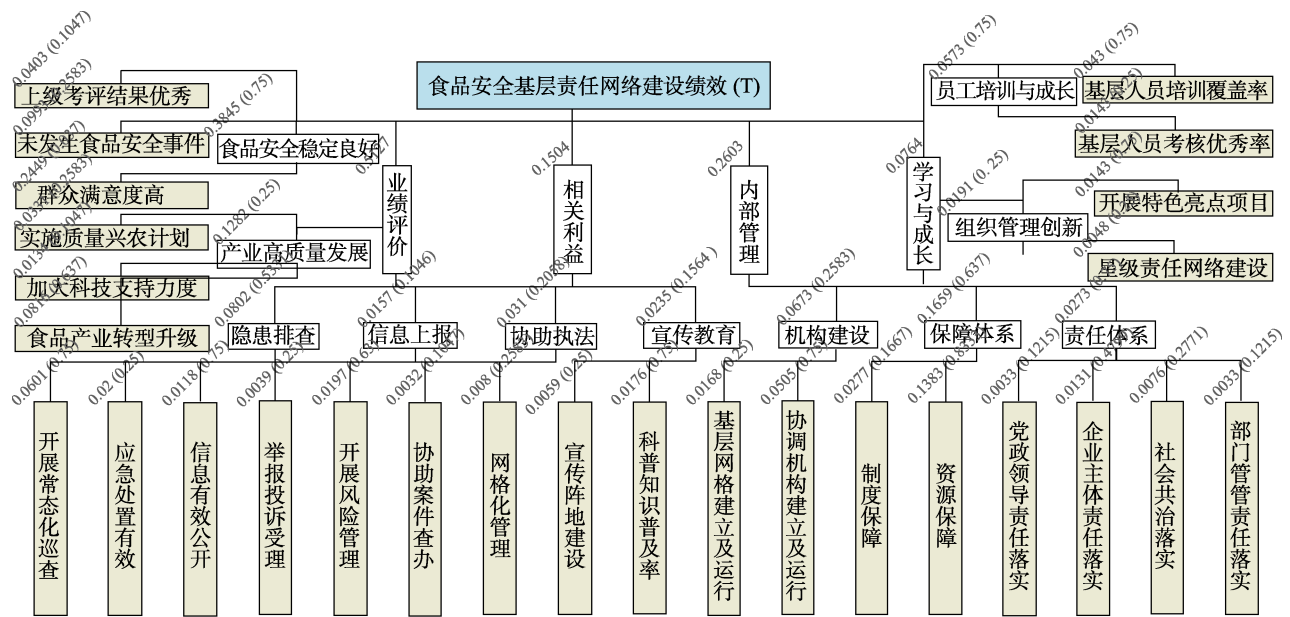 食品安全基层责任网络建设绩效 (T)
0.0403 (0.1047)
上级考评结果优秀
未发生食品安全事件
群众满意度高
实施质量兴农计划
加大科技支持力度
食品产业转型升级
0.3845 (0.75)
食品安全稳定良好
0.1282 (0.25)
产业高质量发展
业绩评价
0.1504
相关利益
0.2603
内部管理
0.0764
学习与成长
0.0573 (0.75)
员工培训与成长
0.043 (0.75)
基层人员培训覆盖率
基层人员考核优秀率
0.0191 (0. 25)
组织管理创新
开展特色亮点项目
星级责任网络建设
隐患排查
0.0157 (0.1046)
信息上报
0.031 (0.2088)
协助执法
0.0235 (0.1564 )
宣传教育
0.0673 (0.2583)
机构建设
0.1659 (0.637)
保障体系
责任体系
0.0601 (0.75)
开展常态化巡查
0.02 (0.25)
应急处置有效
0.0118 (0.75)
信息有效公开
0.0039 (0.25)
举报投诉受理
0.0197 (0.637)
开展风险管理
0.0032 (0.1047)
协助案件查办
0.008 (0.2583)
网格化管理
0.0059 (0.25)
宣传阵地建设
0.0176 (0.75)
科普知识普及率
0.0168 (0.25)
基层网格建立及运行
0.0505 (0.75)
协调机构建立及运行
0.0277 (0.1667)
制度保障
0.1383 (0.8333)
资源保障
0.0033 (0.1215)
党政领导责任落实
企业主体责任落实
0.0076 (0.2771)
社会共治落实
0.0033 (0.1215)
部门管管责任落实